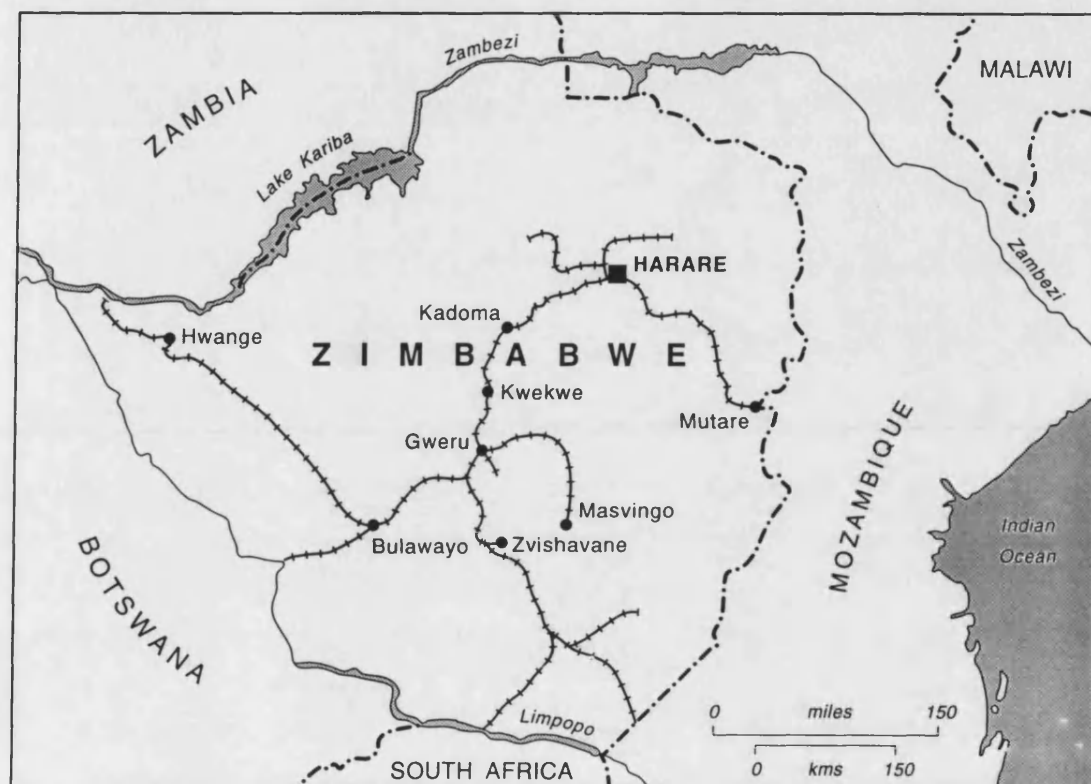 Zambezi
MALAWI
ZAMBIA
Lake Kariba
Zambezi
HARARE
Kadoma
Hwange
ZIMBABWE
Kwekwe
Mutare
Gweru
MOZAMBIQUE
Masvingo
Bulawayo
Zvishavane
Indian
Ocean
BOTSWANA
Limpopo
0 miles 150
0 kms 150
SOUTH AFRICA